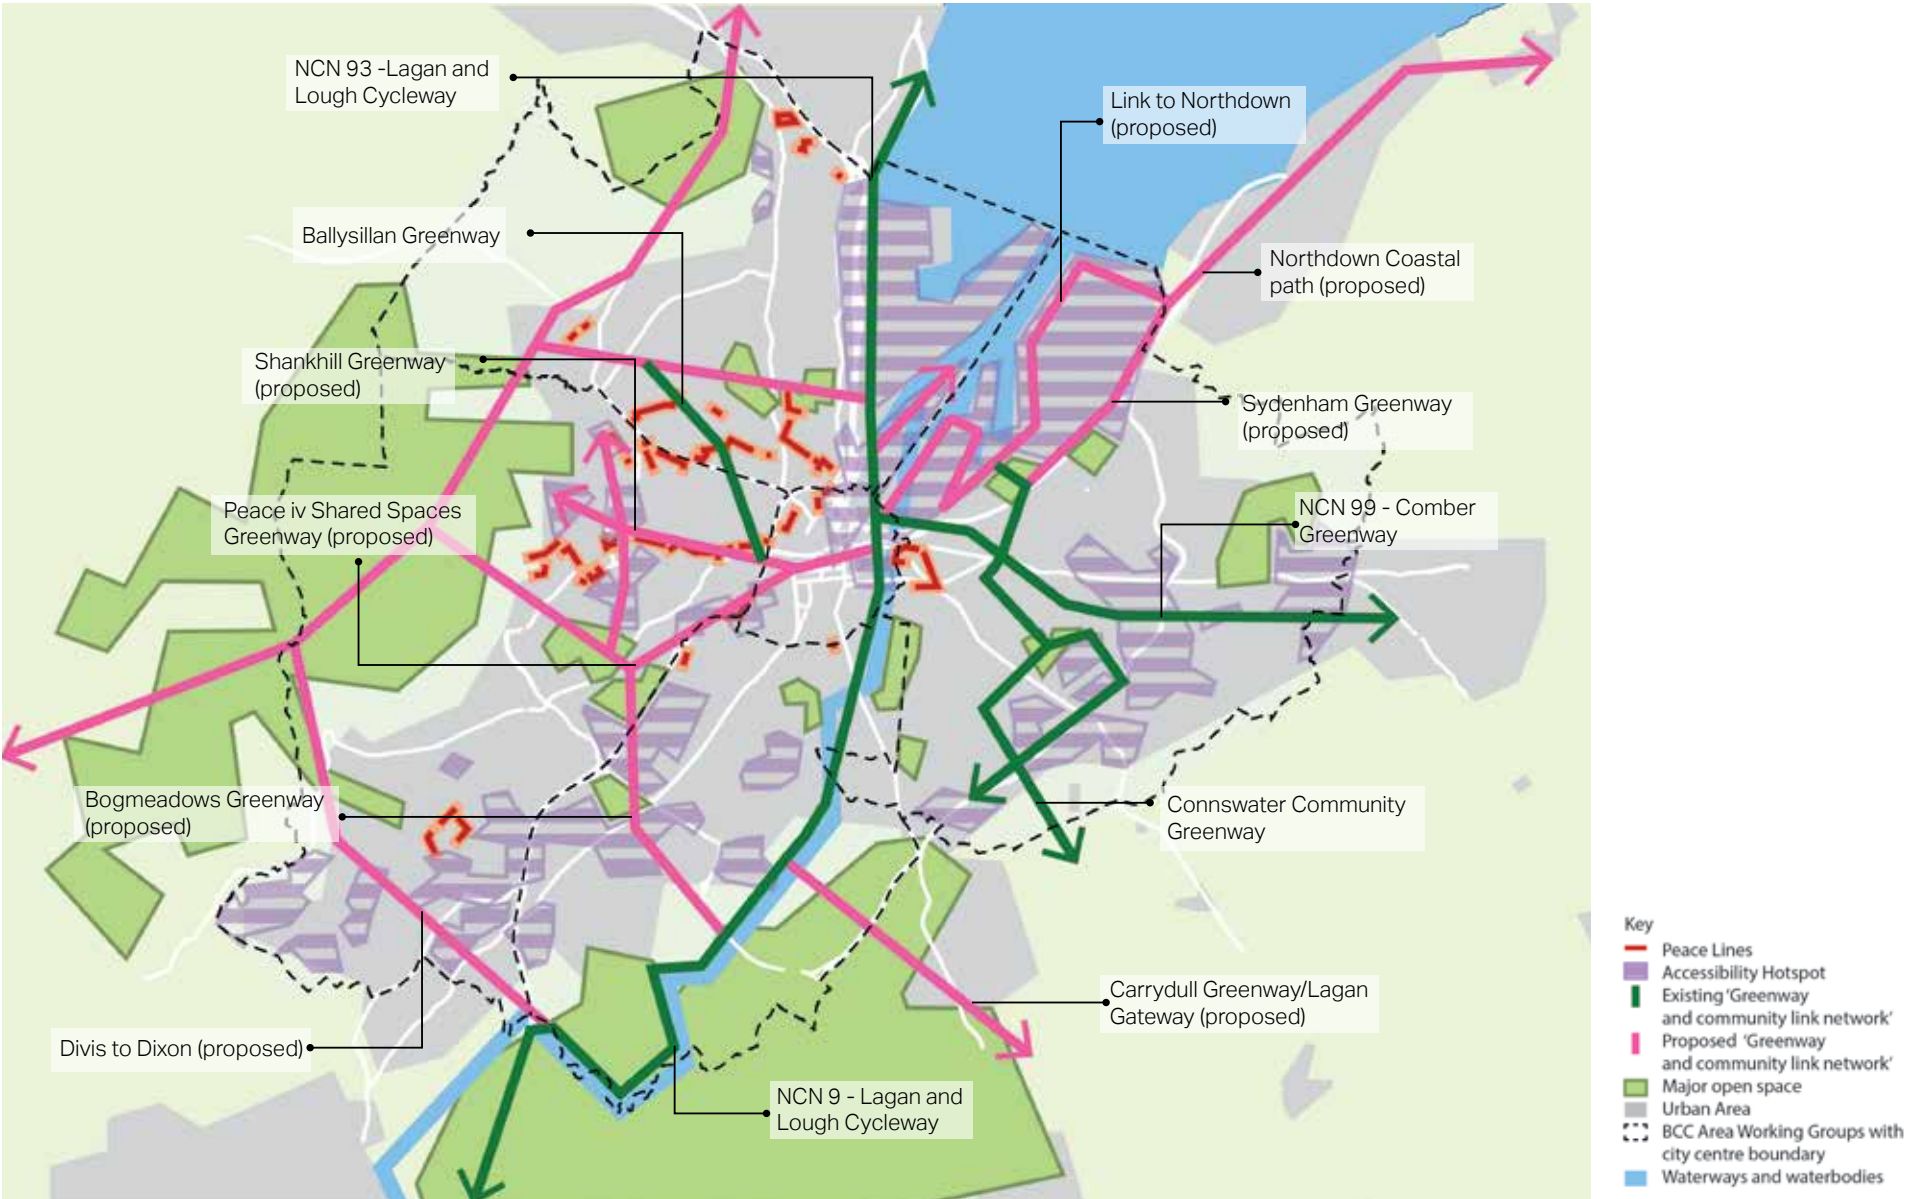 NCN 93 -Lagan and
Lough Cycleway
Link to Northdown
(proposed)
Ballysillan Greenway
Northdown Coastal
path (proposed)
Shankhill Greenway
(proposed)
Sydenham Greenway
(proposed)
Peace iv Shared Spaces
Greenway (proposed)
NCN 99 - Comber
Greenway
Bogmeadows Greenway
(proposed)
Connswater Community
Greenway
Carrydull Greenway/Lagan
Gateway (proposed)
Divis to Dixon (proposed)
NCN 9 - Lagan and
Lough Cycleway
Key
Peace Lines
Accessibility Hotspot
Existing 'Greenway
and community link network'
Proposed 'Greenway
and community link network'
Major open space
Urban Area
BCC Area Working Groups with
city centre boundary
Waterways and waterbodies